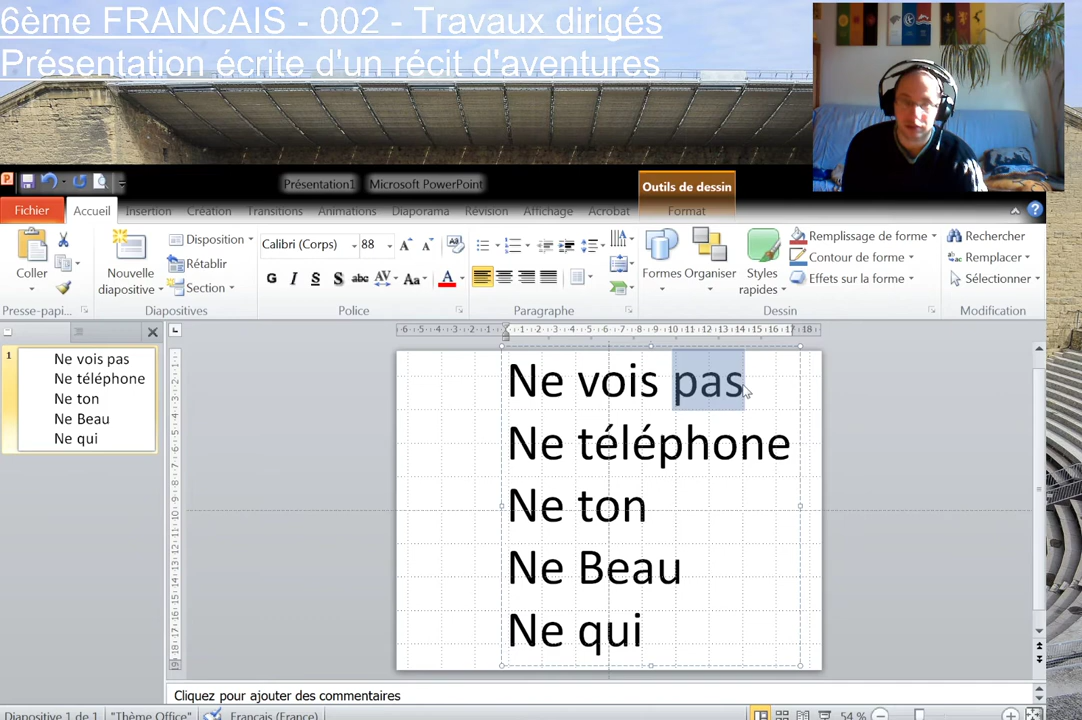 6ème FRANCAIS - 002 - Travaux dirigés
Présentation écrite d'un récit d'aventures
Présentation1 Microsoft PowerPoint
Outils de dessin
Fichier Accueil Insertion Création Transitions Animations Diaporama Révision Affichage Acrobat Format
Coller
Nouvelle diapositive
Disposition
Rétablir
Section
Calibri (Corps) 88
G I S S abc AV Aa A
Formes Organiser Styles rapides
Remplissage de forme
Contour de forme
Effets sur la forme
Rechercher
Remplacer
Sélectionner
Presse-papi... Diapositives Police Paragraphe Dessin Modification
1
Ne vois pas
Ne téléphone
Ne ton
Ne Beau
Ne qui
Ne vois pas
Ne téléphone
Ne ton
Ne Beau
Ne qui
Cliquez pour ajouter des commentaires
Diapositive 1 de 1 "Thème Office" Français (France) 54 %